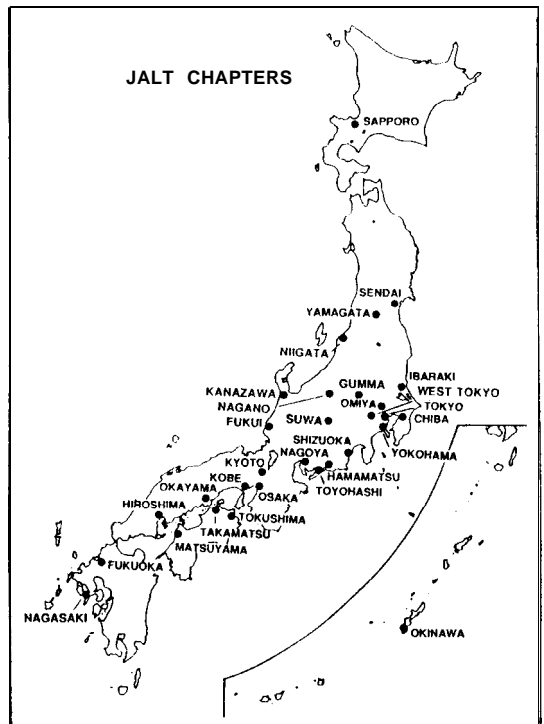 JALT CHAPTERS
SAPPORO
SENDAI
YAMAGATA
NIIGATA
IBARAKI
WEST TOKYO
GUMMA
KANAZAWA
NAGANO
OMIYA
TOKYO
FUKUI
SUWA
CHIBA
YOKOHAMA
SHIZUOKA
NAGOYA
KYOTO
HAMAMATSU
KOBE
TOYOHASHI
OKAYAMA
OSAKA
HIROSHIMA
TOKUSHIMA
TAKAMATSU
MATSUYAMA
FUKUOKA
NAGASAKI
OKINAWA